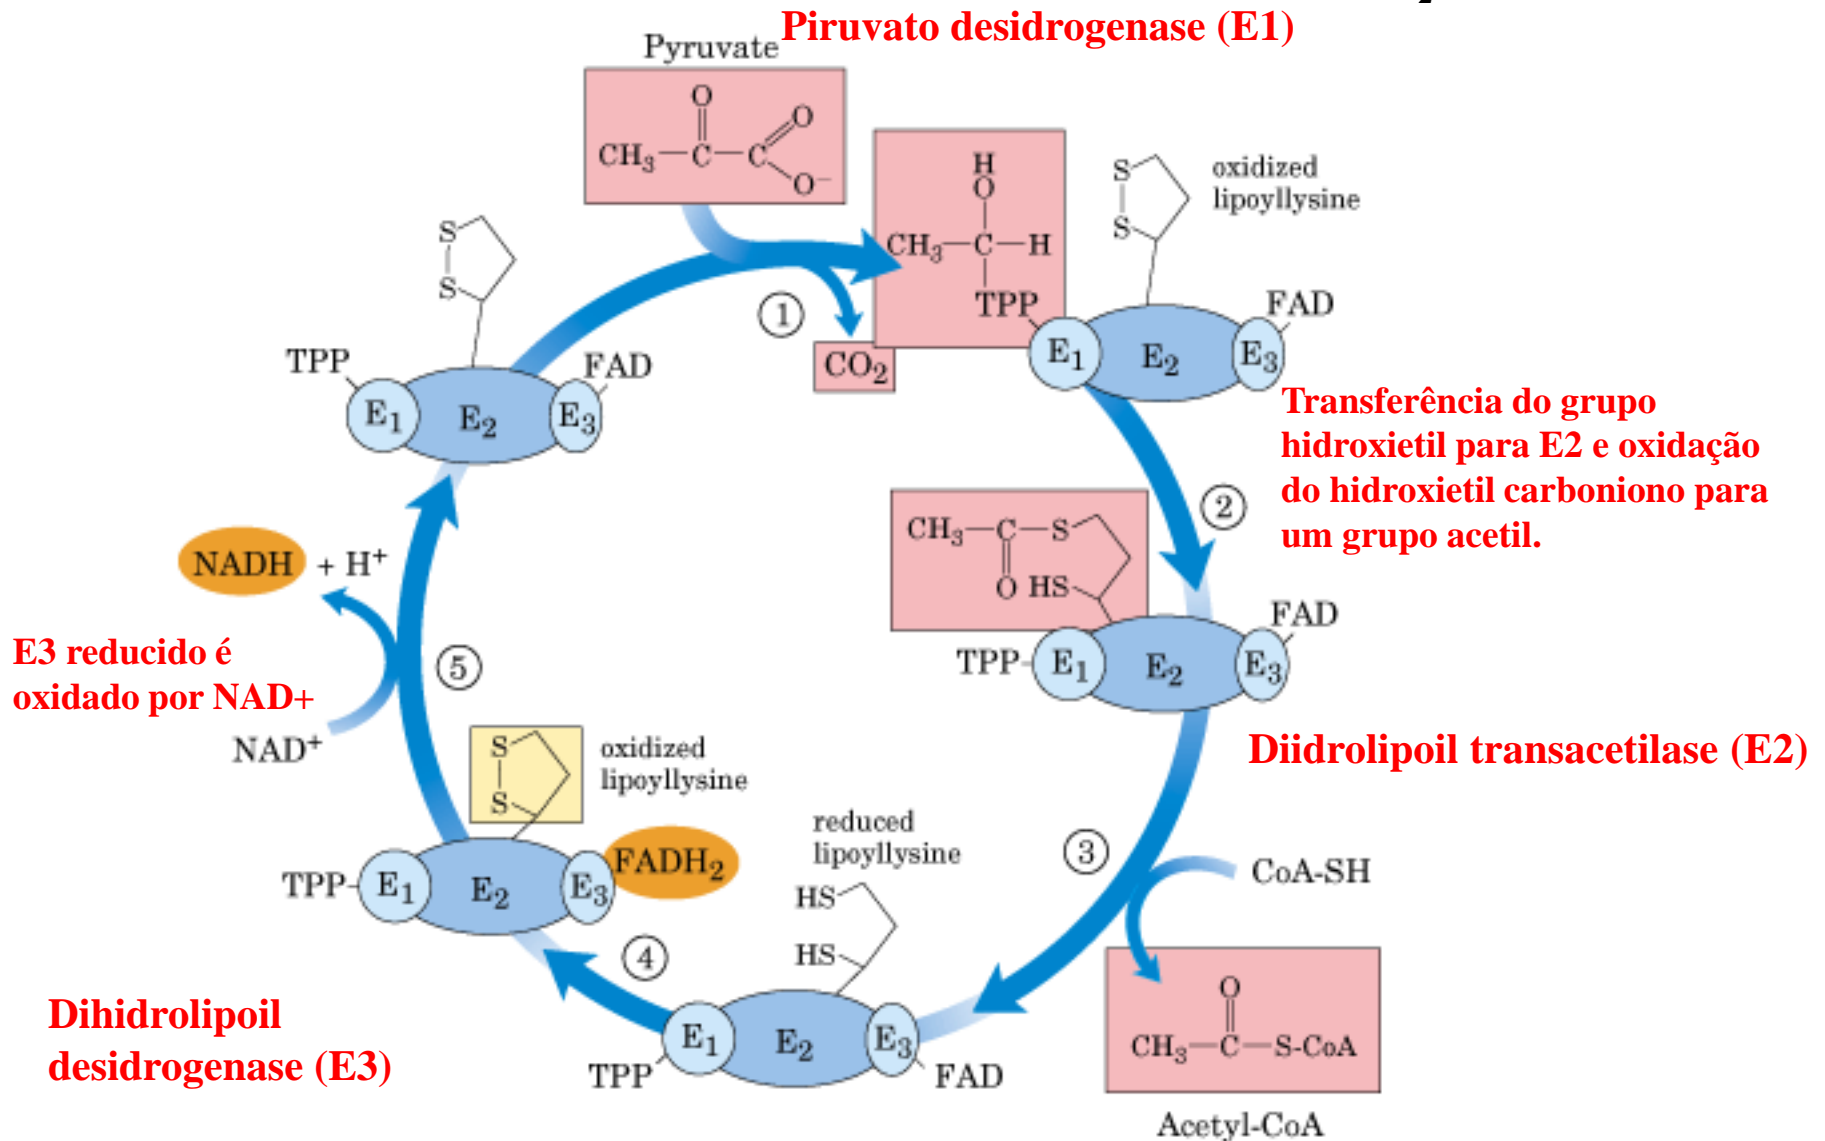 2
Piruvato desidrogenase (E1)
Pyruvate
O
CH3—C—C
O
O−
H
O
CH3—C—H
TPP
S
S
oxidized
lipoyllysine
S
S
1
CO2
TPP
FAD
E1
E2
E3
FAD
E1
E2
E3
Transferência do grupo
hidroxietil para E2 e oxidação
do hidroxietil carboniono para
um grupo acetil.
2
CH3—C—S
O HS
NADH + H+
E3 reducido é
oxidado por NAD+
NAD+
5
TPP
E1
E2
E3
FAD
Diidrolipoil transacetilase (E2)
S
S
oxidized
lipoyllysine
TPP
E1
E2
E3
FADH2
reduced
lipoyllysine
HS
HS
3
CoA-SH
4
TPP
E1
E2
E3
FAD
O
CH3—C—S-CoA
Acetyl-CoA
Dihidrolipoil
desidrogenase (E3)